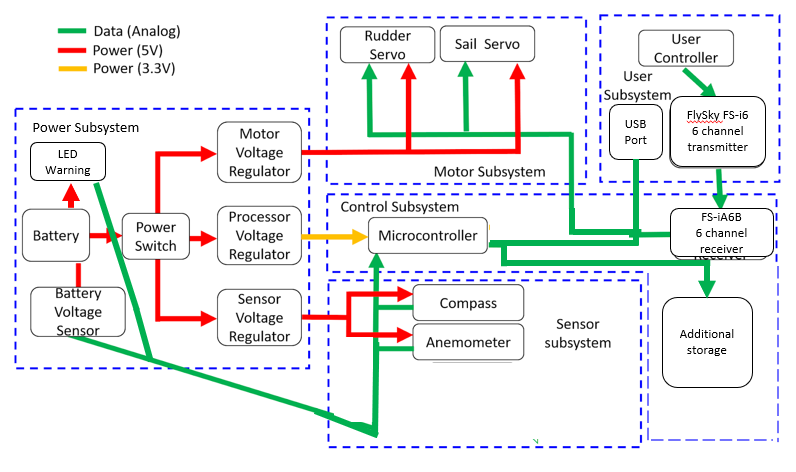 Data (Analog)
Power (5V)
Power (3.3V)
Rudder
Servo
Sail Servo
Motor Subsystem
User
Controller
User
Subsystem
USB
Port
FlySky FS-i6
6 channel
transmitter
Power Subsystem
LED
Warning
Battery
Power
Switch
Battery
Voltage
Sensor
Motor
Voltage
Regulator
Processor
Voltage
Regulator
Sensor
Voltage
Regulator
Control Subsystem
Microcontroller
FS-iA6B
6 channel
receiver
receiver
Compass
Anemometer
Sensor
subsystem
Additional
storage